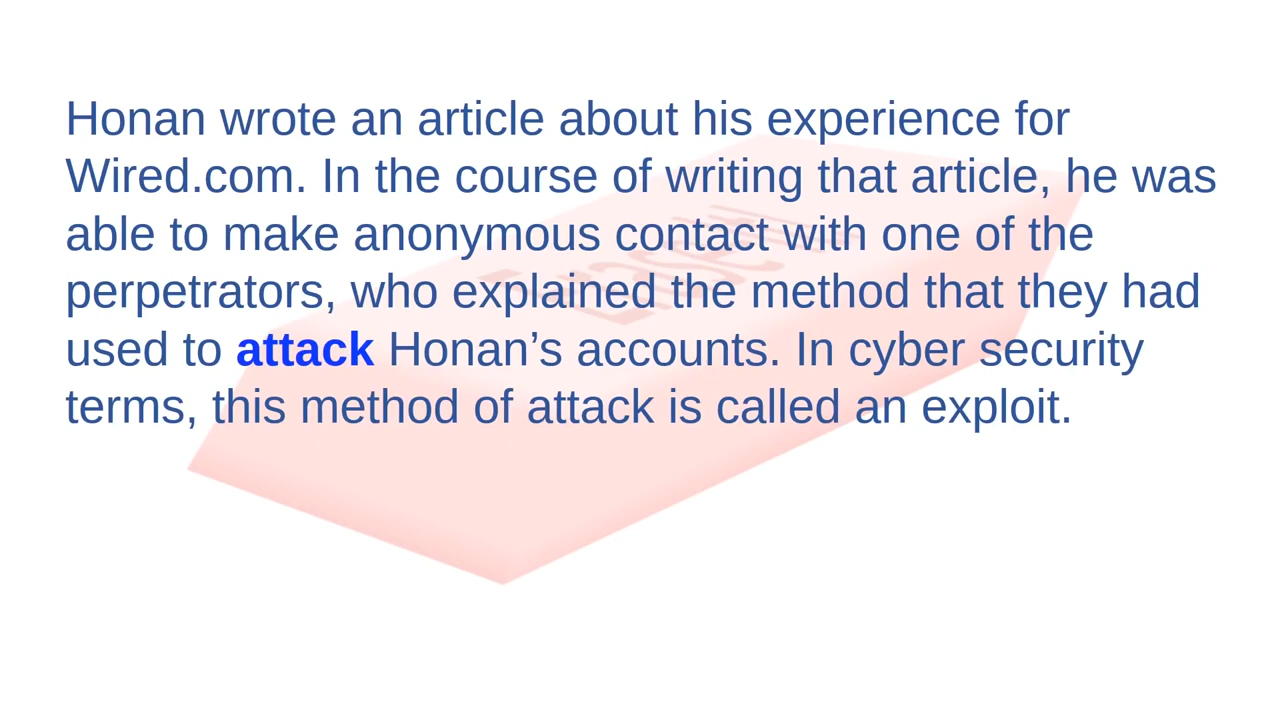 Honan wrote an article about his experience for
Wired.com. In the course of writing that article, he was
able to make anonymous contact with one of the
perpetrators, who explained the method that they had
used to attack Honan’s accounts. In cyber security
terms, this method of attack is called an exploit.